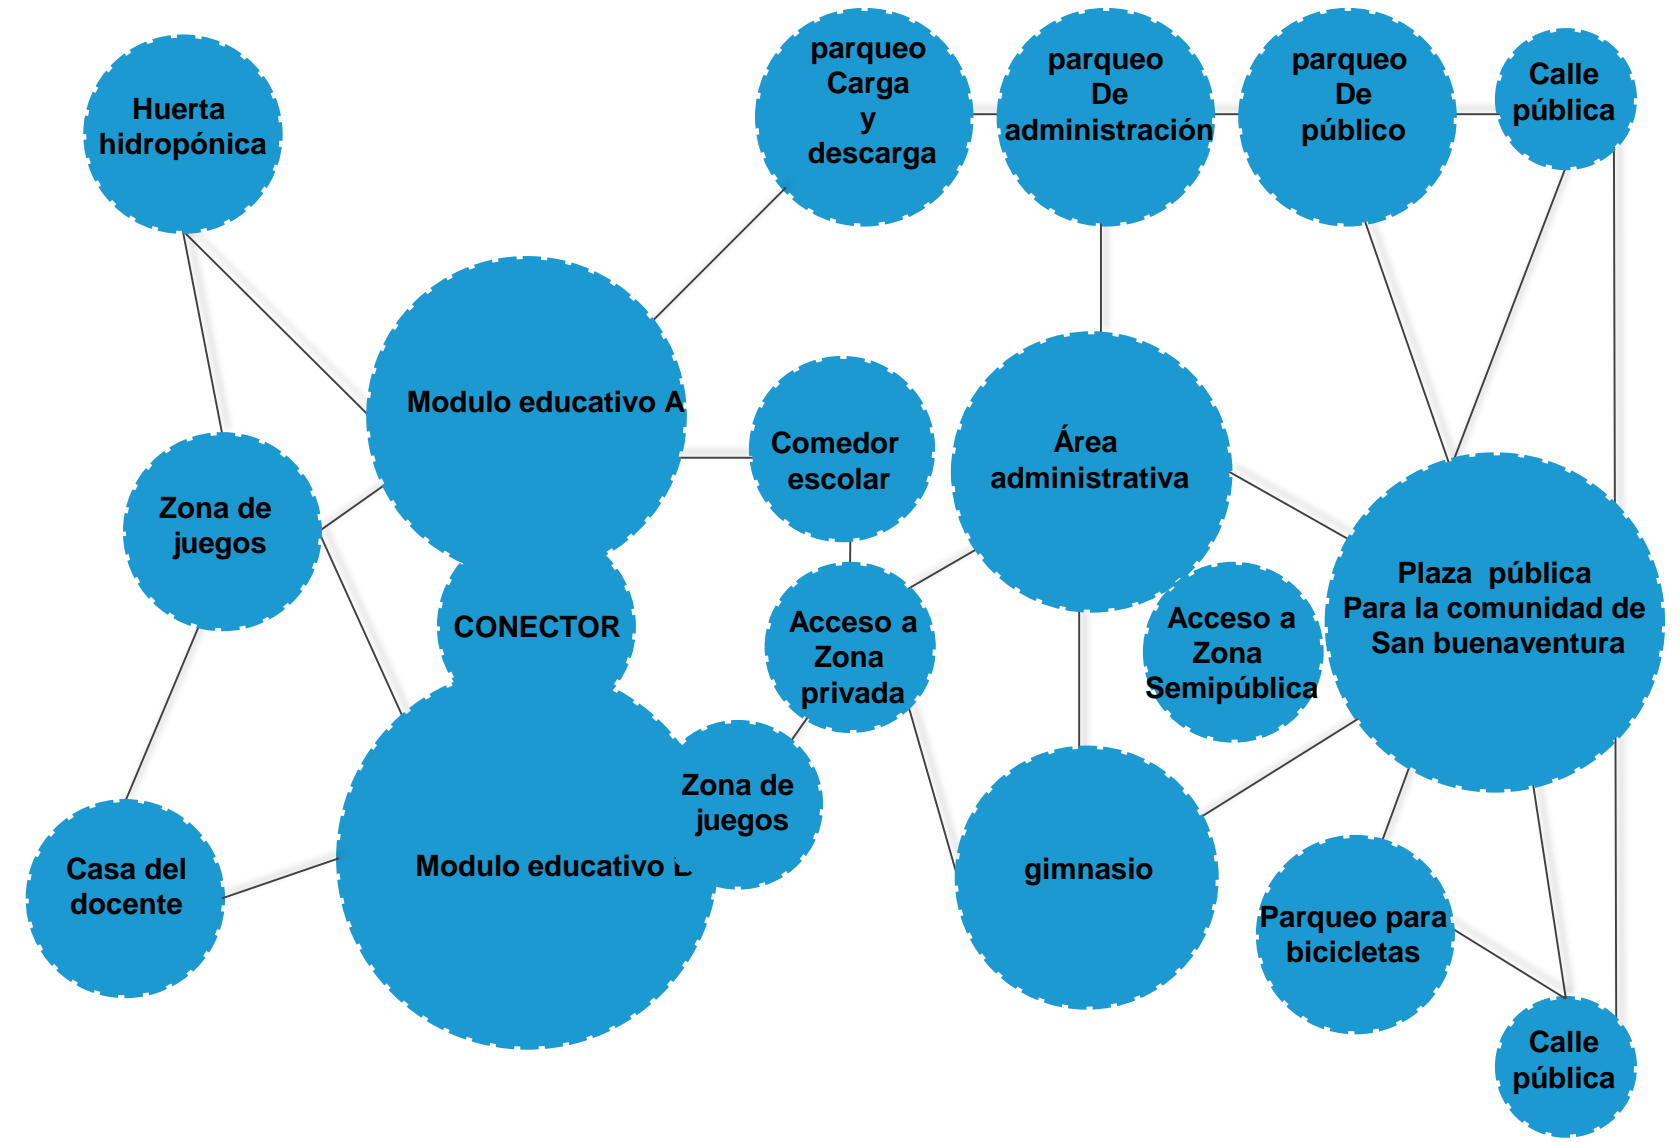 parqueo
Carga
y
descarga
parqueo
De
administración
parqueo
De
público
Calle
pública
Huerta
hidropónica
Modulo educativo A
Comedor
escolar
Área
administrativa
Zona de
juegos
Plaza pública
Para la comunidad de
San buenaventura
CONECTOR
Acceso a
Zona
privada
Acceso a
Zona
Semipública
Zona de
juegos
Casa del
docente
Modulo educativo
gimnasio
Parqueo para
bicicletas
Calle
pública